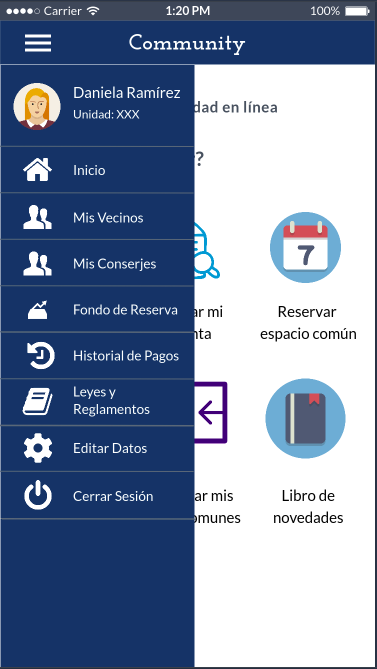 Carrier 1:20 PM 100%
Community
Daniela Ramírez
Unidad: XXX
dad en línea
?
Inicio
Mis Vecinos
Mis Conserjes
Fondo de Reserva
Historial de Pagos
Leyes y
Reglamentos
Editar Datos
Cerrar Sesión
7
ar mi
nta
Reservar
espacio común
ar mis
omunes
Libro de
novedades